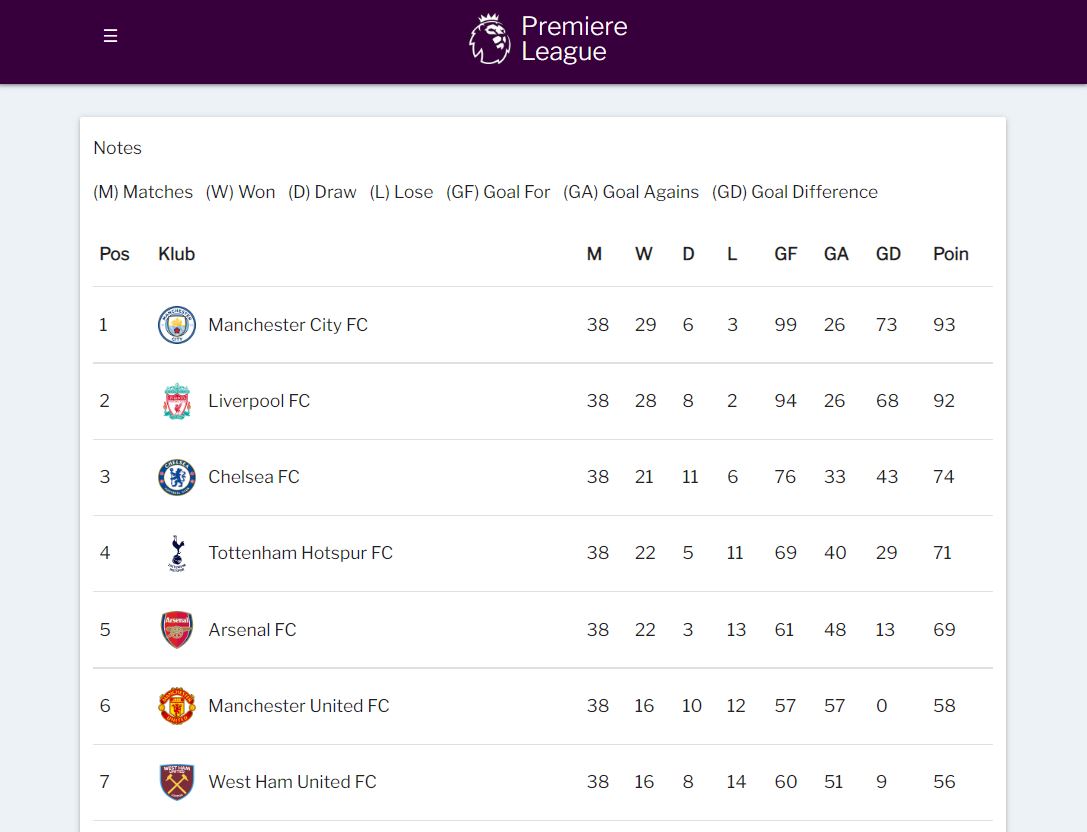 ☰ Premiere
League
Notes
(M) Matches (W) Won (D) Draw (L) Lose (GF) Goal For (GA) Goal Agains (GD) Goal Difference
Pos Klub M W D L GF GA GD Poin
1 Manchester City FC 38 29 6 3 99 26 73 93
2 Liverpool FC 38 28 8 2 94 26 68 92
3 Chelsea FC 38 21 11 6 76 33 43 74
4 Tottenham Hotspur FC 38 22 5 11 69 40 29 71
5 Arsenal FC 38 22 3 13 61 48 13 69
6 Manchester United FC 38 16 10 12 57 57 0 58
7 West Ham United FC 38 16 8 14 60 51 9 56